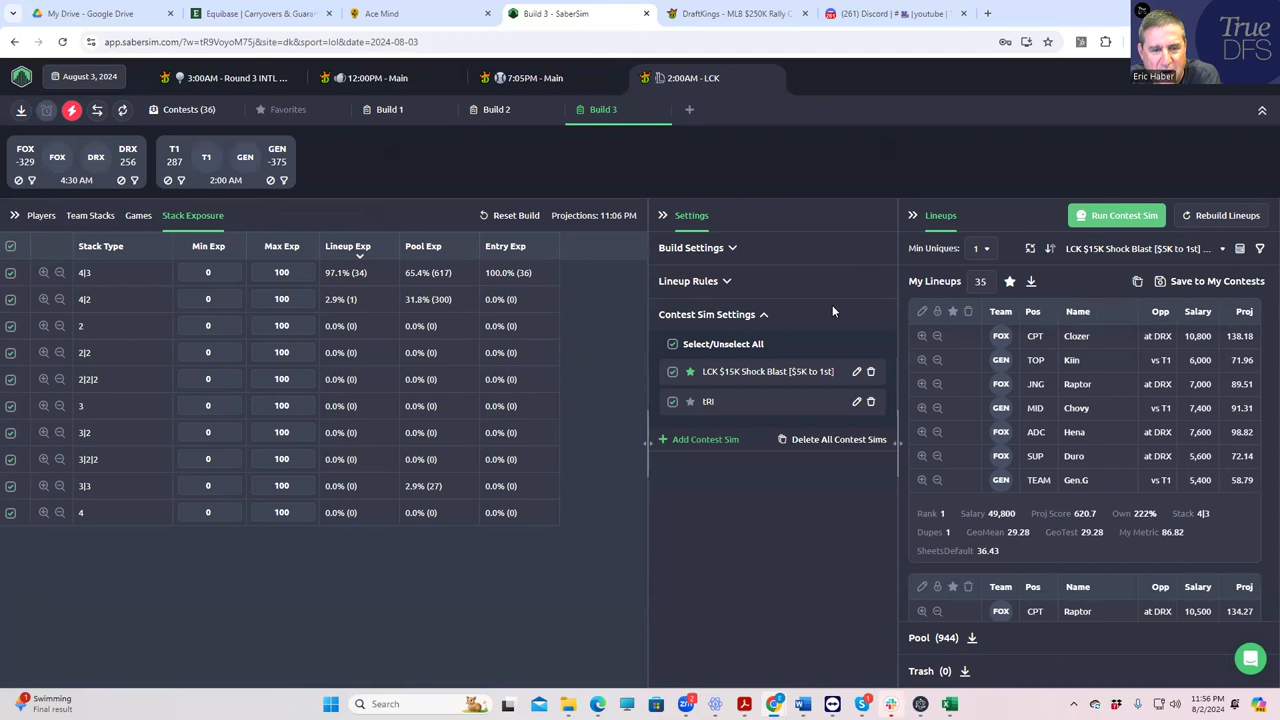 My Drive - Google Drive
Equibase | Carryovers & Guaran
Ace Mind
Build 3 - SaberSim
DraftKings - MLB $250K Rally C
(261) Discord | #
| youtube |
app.sabersim.com/?w=tR9VoyoM75j&site=dk&sport=lol&date=2024-08-03
True
DFS
Eric Haber
August 3, 2024
3:00AM - Round 3 INTL ...
12:00PM - Main
7:05PM - Main
2:00AM - LCK
Contests (36)
Favorites
Build 1
Build 2
Build 3
FOX DRX
-329 FOX DRX 256
4:30 AM
T1 GEN
287 T1 GEN -375
2:00 AM
Players Team Stacks Games Stack Exposure
Reset Build Projections: 11:06 PM
Stack Type Min Exp Max Exp Lineup Exp Pool Exp Entry Exp
4|3 0 100 97.1% (34) 65.4% (617) 100.0% (36)
4|2 0 100 2.9% (1) 31.8% (300) 0.0% (0)
2 0 100 0.0% (0) 0.0% (0) 0.0% (0)
2|2 0 100 0.0% (0) 0.0% (0) 0.0% (0)
2|2|2 0 100 0.0% (0) 0.0% (0) 0.0% (0)
3 0 100 0.0% (0) 0.0% (0) 0.0% (0)
3|2 0 100 0.0% (0) 0.0% (0) 0.0% (0)
3|2|2 0 100 0.0% (0) 0.0% (0) 0.0% (0)
3|3 0 100 0.0% (0) 2.9% (27) 0.0% (0)
4 0 100 0.0% (0) 0.0% (0) 0.0% (0)
Settings
Build Settings
Lineup Rules
Contest Sim Settings
Select/Unselect All
LCK $15K Shock Blast [$5K to 1st]
tRI
Add Contest Sim Delete All Contest Sims
Lineups Run Contest Sim Rebuild Lineups
Min Uniques: 1 LCK $15K Shock Blast [$5K to 1st] ...
My Lineups 35 Save to My Contests
Team Pos Name Opp Salary Proj
FOX CPT Clozer at DRX 10,800 138.18
GEN TOP Kiin vs T1 6,000 71.96
FOX JNG Raptor at DRX 7,000 89.51
GEN MID Chovy vs T1 7,400 91.31
FOX ADC Hena at DRX 7,600 98.82
FOX SUP Duro at DRX 5,600 72.14
GEN TEAM Gen.G vs T1 5,400 58.79
Rank 1 Salary 49,800 Proj Score 620.7 Own 222% Stack 4|3
Dupes 1 GeoMean 29.28 GeoTest 29.28 My Metric 86.82
SheetsDefault 36.43
Team Pos Name Opp Salary Proj
FOX CPT Raptor at DRX 10,500 134.27
Pool (944)
Trash (0)
1
Swimming
Final result
Search
2
1
11:56 PM
8/2/2024